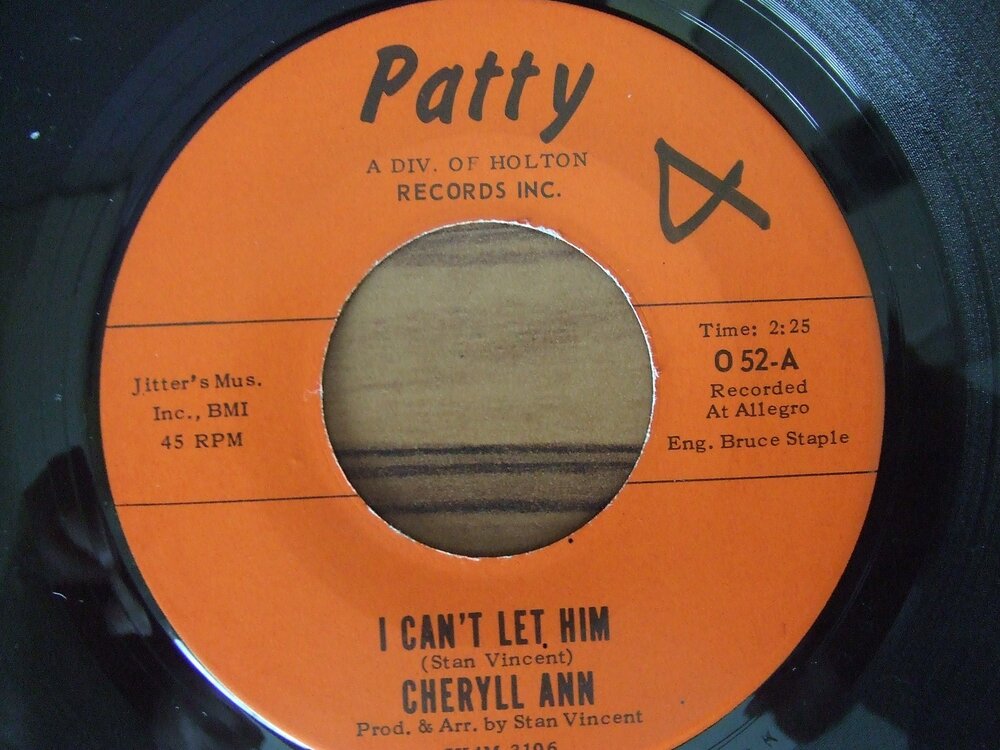 Patty
A DIV. OF HOLTON
RECORDS INC.
4
Jitter's Mus.
Inc., BMI
45 RPM
Time: 2:25
O 52-A
Recorded
At Allegro
Eng. Bruce Staple
I CAN'T LET HIM
(Stan Vincent)
CHERYLL ANN
Prod. & Arr. by Stan Vincent